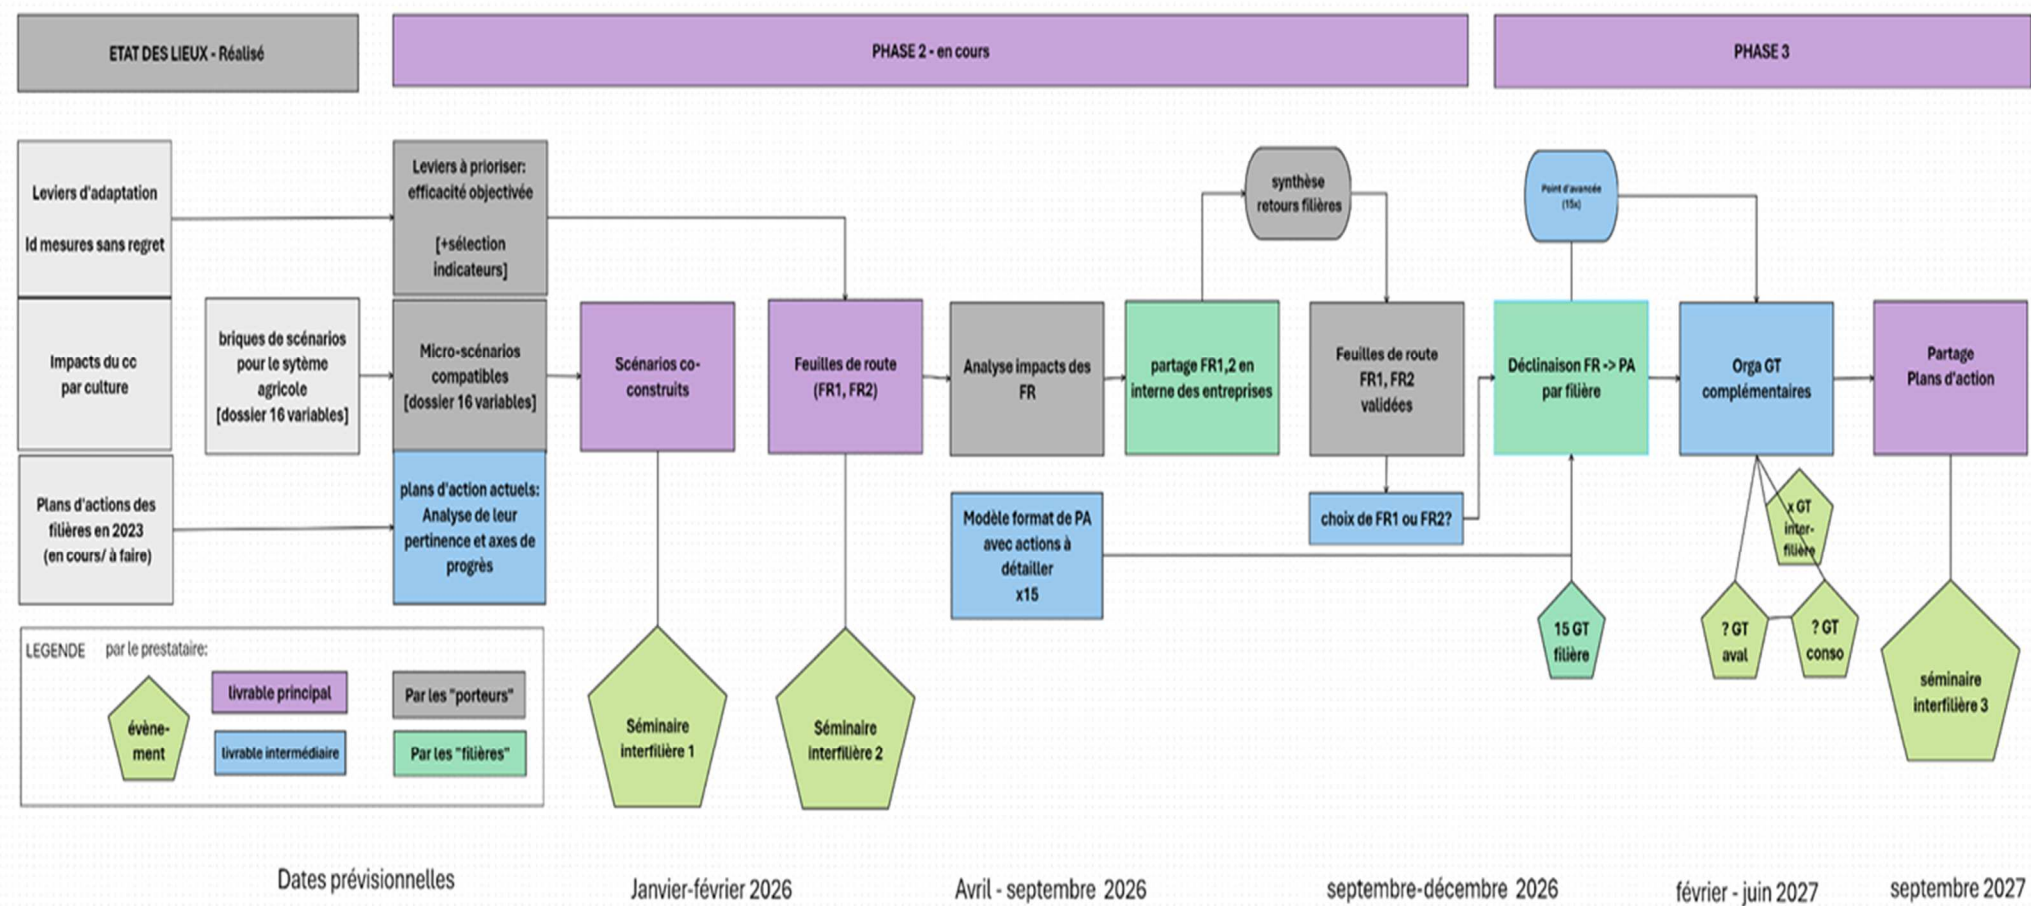 ETAT DES LIEUX - Réalisé
PHASE 2 - en cours
PHASE 3
Leviers d'adaptation
Id mesures sans regret
Leviers à prioriser:
efficacité objectivée
[+sélection
indicateurs]
synthèse
retours filières
Point d'avancée
(15x)
Impacts du cc
par culture
briques de scénarios
pour le sytème
agricole
[dossier 16 variables]
Micro-scénarios
compatibles
[dossier 16 variables]
Scénarios co-
construits
Feuilles de route
(FR1, FR2)
Analyse impacts des
FR
partage FR1,2 en
interne des entreprises
Feuilles de route
FR1, FR2
validées
Déclinaison FR -> PA
par filière
Orga GT
complémentaires
Partage
Plans d'action
Plans d'actions des
filières en 2023
(en cours/ à faire)
plans d'action actuels:
Analyse de leur
pertinence et axes de
progrès
Modèle format de PA
avec actions à
détailler
x15
choix de FR1 ou FR2?
x GT
inter-
filière
15 GT
filière
? GT
aval
? GT
conso
séminaire
interfilière 3
Séminaire
interfilière 1
Séminaire
interfilière 2
LEGENDE
par le prestataire:
évène-
ment
livrable principal
Par les "porteurs"
livrable intermédiaire
Par les "filières"
Dates prévisionnelles
Janvier-février 2026
Avril - septembre 2026
septembre-décembre 2026
février - juin 2027
septembre 2027